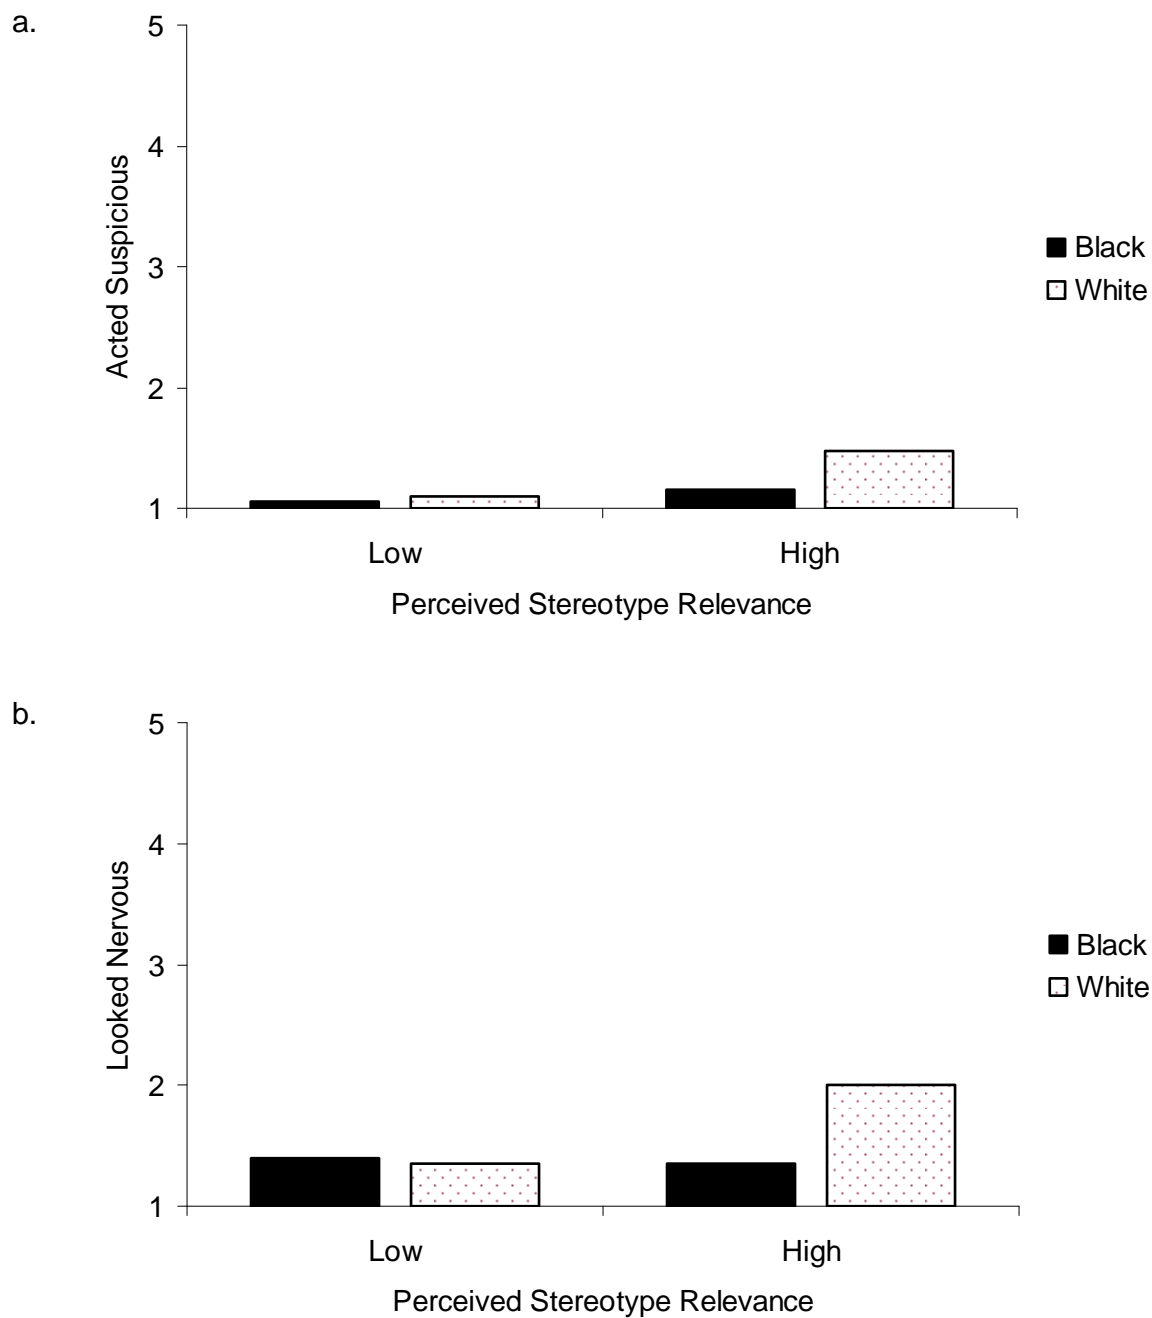 a.
5
4
3
2
1
Acted Suspicious
Black
White
Low High
Perceived Stereotype Relevance
b.
5
4
3
2
1
Looked Nervous
Black
White
Low High
Perceived Stereotype Relevance